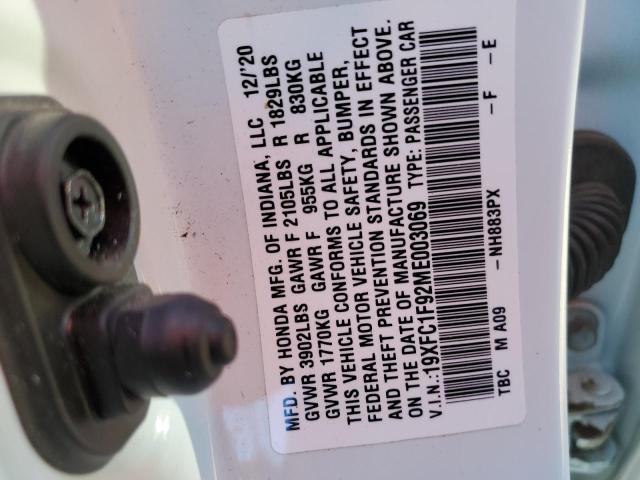 MFD. BY HONDA MFG. OF INDIANA, LLC 12/'20
GVWR 3902LBS GAWR F 2105LBS R 1829LBS
GVWR 1770KG GAWR F 955KG R 830KG
THIS VEHICLE CONFORMS TO ALL APPLICABLE
FEDERAL MOTOR VEHICLE SAFETY, BUMPER,
AND THEFT PREVENTION STANDARDS IN EFFECT
ON THE DATE OF MANUFACTURE SHOWN ABOVE.
V.I.N.:19XFC1F92ME003069 TYPE: PASSENGER CAR
TBC M A09 -NH883PX -F -E